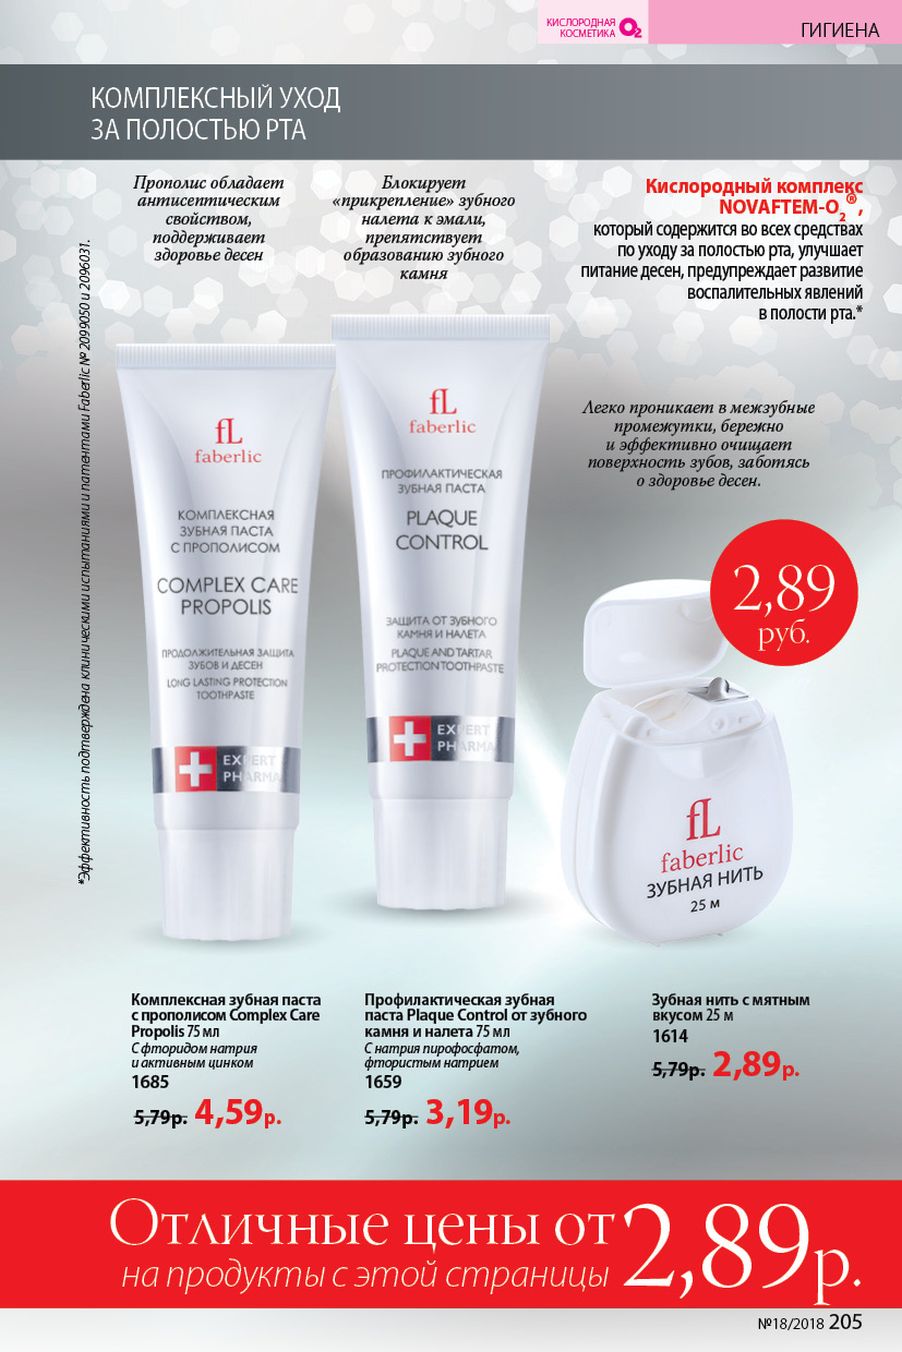 КИСЛОРОДНАЯ
КОСМЕТИКА O2
ГИГИЕНА
КОМПЛЕКСНЫЙ УХОД
ЗА ПОЛОСТЬЮ РТА
Прополис обладает
антисептическим
свойством,
поддерживает
здоровье десен
Блокирует
«прикрепление» зубного
налета к эмали,
препятствует
образованию зубного
камня
Кислородный комплекс
NOVAFTEM-O2®,
который содержится во всех средствах
по уходу за полостью рта, улучшает
питание десен, предупреждает развитие
воспалительных явлений
в полости рта.*
*Эффективность подтверждена клиническими испытаниями и патентами Faberlic № 2099050 и 2096031.
Легко проникает в межзубные
промежутки, бережно
и эффективно очищает
поверхность зубов, заботясь
о здоровье десен.
2,89
руб.
fL
faberlic
КОМПЛЕКСНАЯ
ЗУБНАЯ ПАСТА
С ПРОПОЛИСОМ
COMPLEX CARE
PROPOLIS
ПРОДОЛЖИТЕЛЬНАЯ ЗАЩИТА
ЗУБОВ И ДЕСЕН
LONG LASTING PROTECTION
TOOTHPASTE
EXPERT
PHARMA
fL
faberlic
ПРОФИЛАКТИЧЕСКАЯ
ЗУБНАЯ ПАСТА
PLAQUE
CONTROL
ЗАЩИТА ОТ ЗУБНОГО
КАМНЯ И НАЛЕТА
PLAQUE AND TARTAR
PROTECTION TOOTHPASTE
EXPERT
PHARMA
fL
faberlic
ЗУБНАЯ НИТЬ
25 м
Комплексная зубная паста
с прополисом Complex Care
Propolis 75 мл
С фторидом натрия
и активным цинком
1685
5,79р. 4,59р.
Профилактическая зубная
паста Plaque Control от зубного
камня и налета 75 мл
С натрия пирофосфатом,
фтористым натрием
1659
5,79р. 3,19р.
Зубная нить с мятным
вкусом 25 м
1614
5,79р. 2,89р.
Отличные цены от 2,89р.
на продукты с этой страницы
№18/2018 205